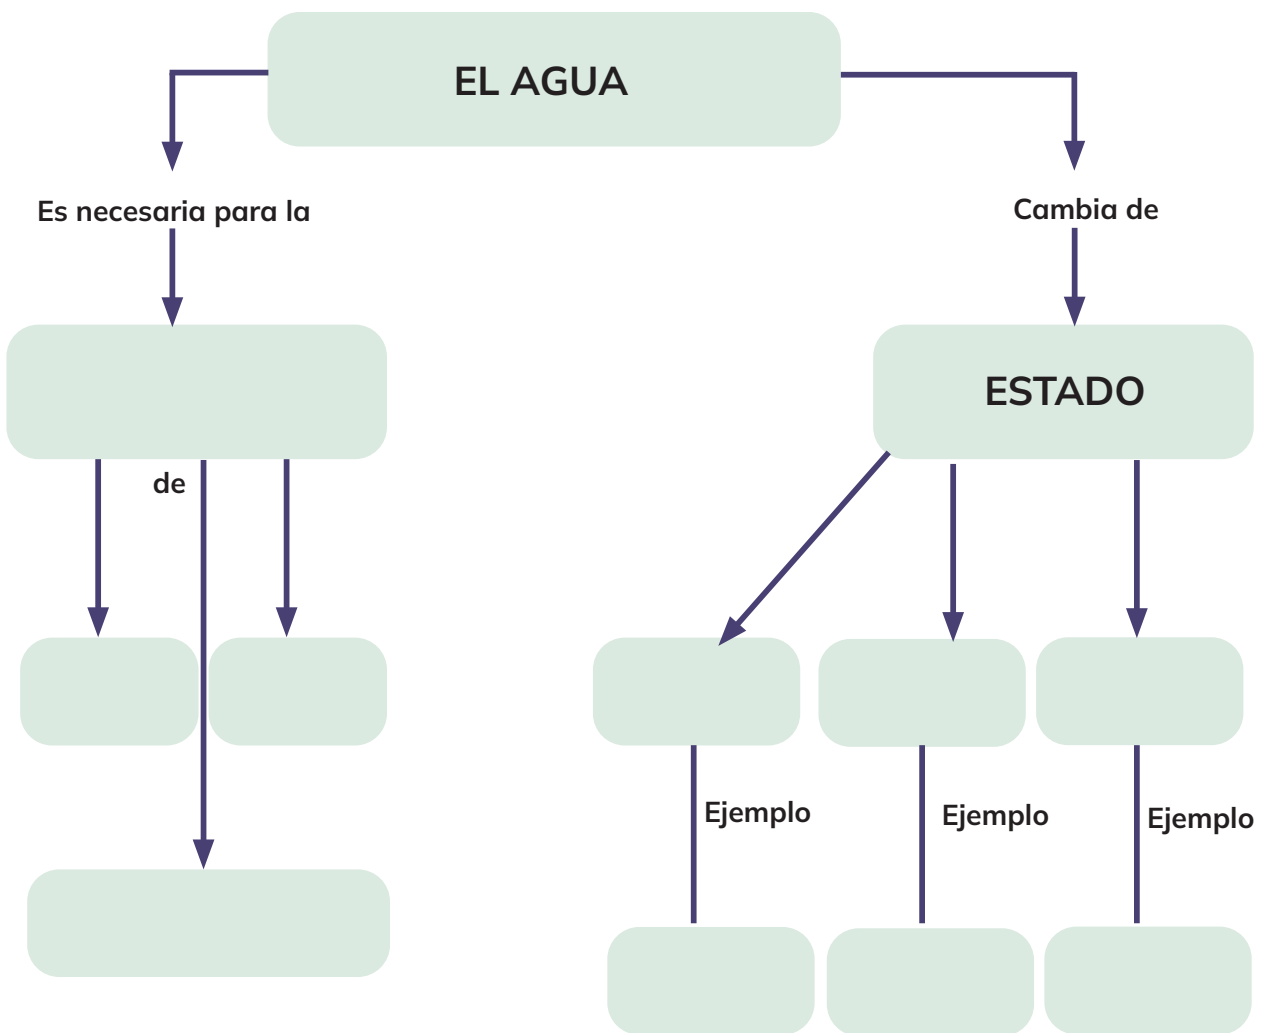 EL AGUA
Es necesaria para la
Cambia de
ESTADO
de
Ejemplo
Ejemplo
Ejemplo